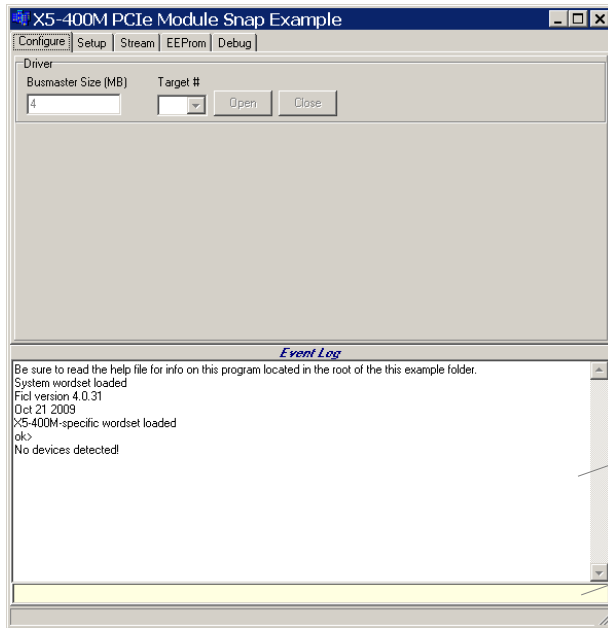 X5-400M PCIe Module Snap Example
Configure Setup Stream EEProm Debug
Driver
Busmaster Size (MB) Target #
4 Open Close
Event Log
Be sure to read the help file for info on this program located in the root of the this example folder.
System wordset loaded
Ficl version 4.0.31
Oct 21 2009
X5-400M-specific wordset loaded
ok>
No devices detected!